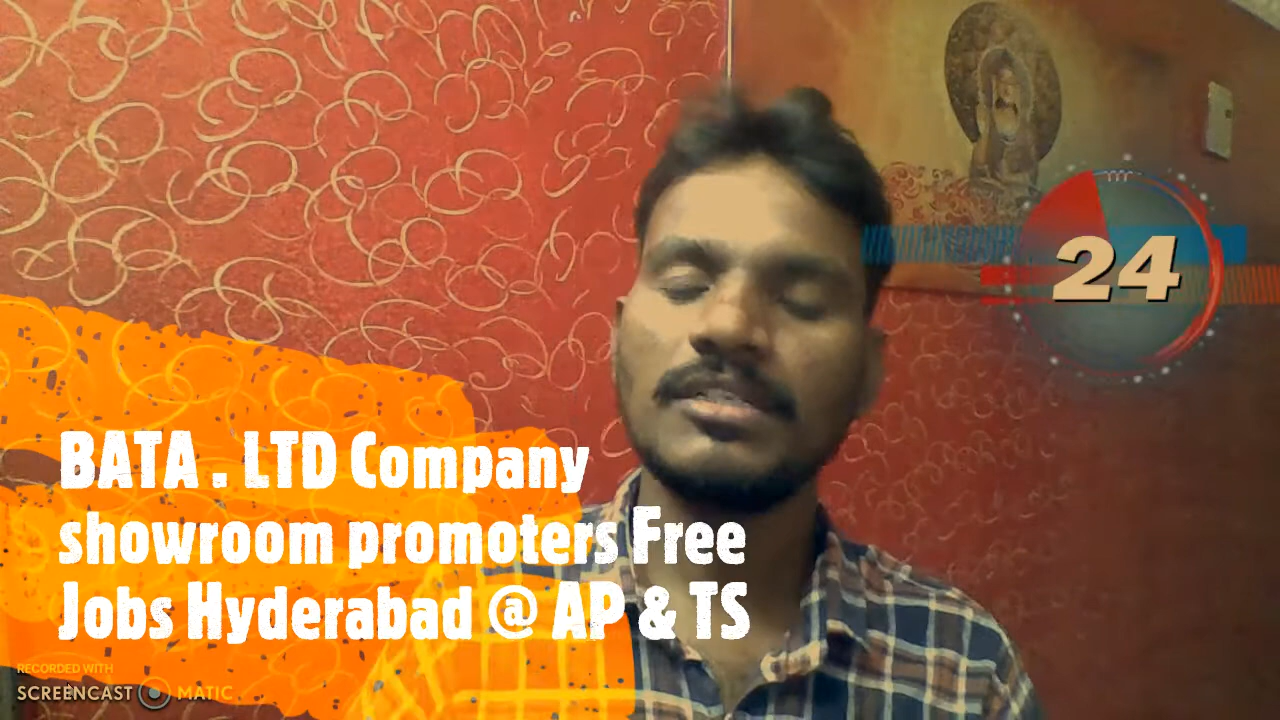 24
BATA . LTD Company
showroom promoters Free
Jobs Hyderabad @ AP & TS
RECORDED WITH
SCREENCAST MATIC